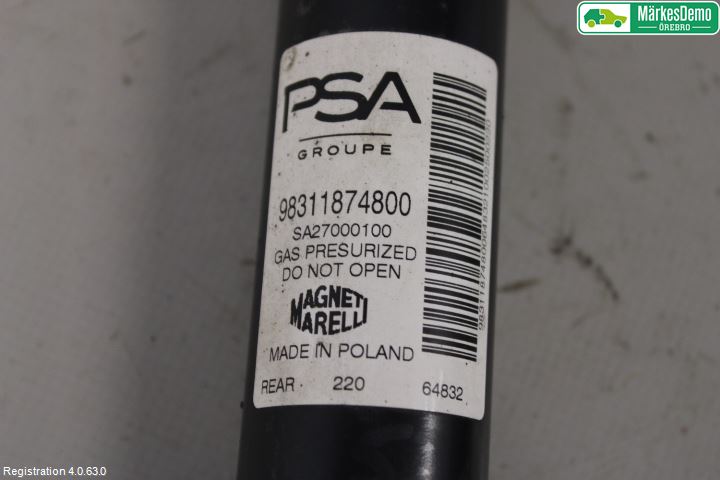 MärkesDemo
ÖREBRO
PSA
GROUPE
98311874800
SA27000100
GAS PRESURIZED
DO NOT OPEN
MAGNETI
MARELLI
MADE IN POLAND
REAR 220 64832
Registration 4.0.63.0